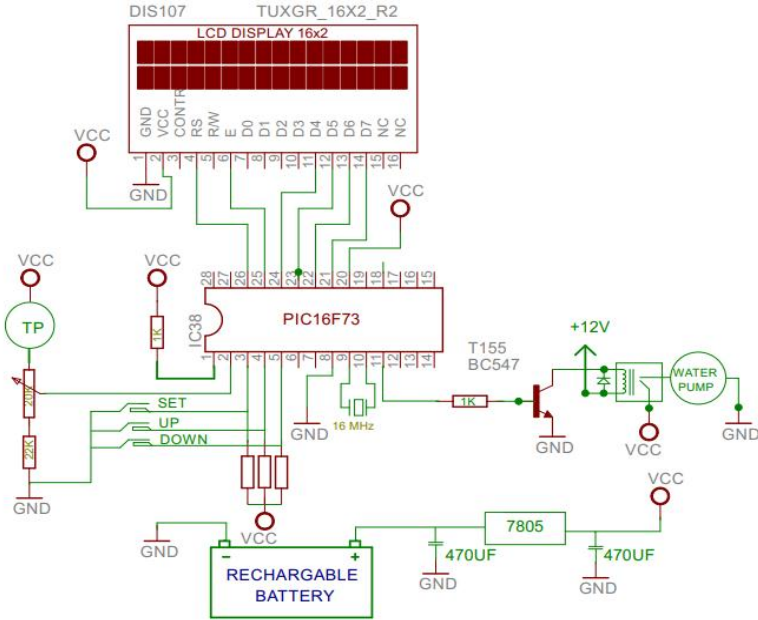 DIS107 TUXGR_16X2_R2
LCD DISPLAY 16x2
GND VCC CONTR RS R/W E D0 D1 D2 D3 D4 D5 D6 D7 NC NC
1 2 3 4 5 6 7 8 9 10 11 12 13 14 15 16
VCC
GND
VCC
VCC
VCC
28 27 26 25 24 23 22 21 20 19 18 17 16 15
IC38
PIC16F73
1 2 3 4 5 6 7 8 9 10 11 12 13 14
1K
TP
20K
22K
GND
SET
UP
DOWN
GND
16 MHz
T155
BC547
1K
GND
+12V
WATER
PUMP
VCC
GND
VCC
GND
RECHARGABLE
BATTERY
- +
470UF
GND
7805
470UF
GND
VCC